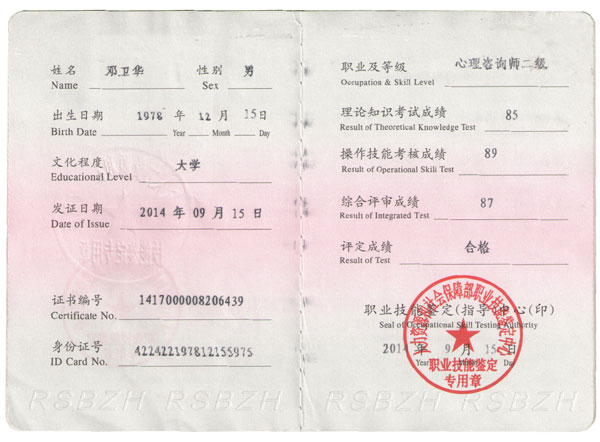 姓名 邓卫华 性别 男
Name Sex
出生日期 1978 年 12 月 15日
Birth Date Year Month Day
文化程度 大学
Educational Level
发证日期 2014 年 09 月 15 日
Date of Issue
证书编号 1417000008206439
Certificate No.
身份证号 422422197812155975
ID Card No.
RSBZH RSBZH
职业及等级 心理咨询师二级
Occupation & Skill Level
理论知识考试成绩 85
Result of Theoretical Knowledge Test
操作技能考核成绩 89
Result of Operational Skill Test
综合评审成绩 87
Result of Integrated Test
评定成绩 合格
Result of Test
职业技能鉴定(指导)中心(印)
Seal of Occupational Skill Testing Authority
2014 年 9 月 15 日
Year Month Day
职业技能鉴定
专用章
RSBZH RSBZH